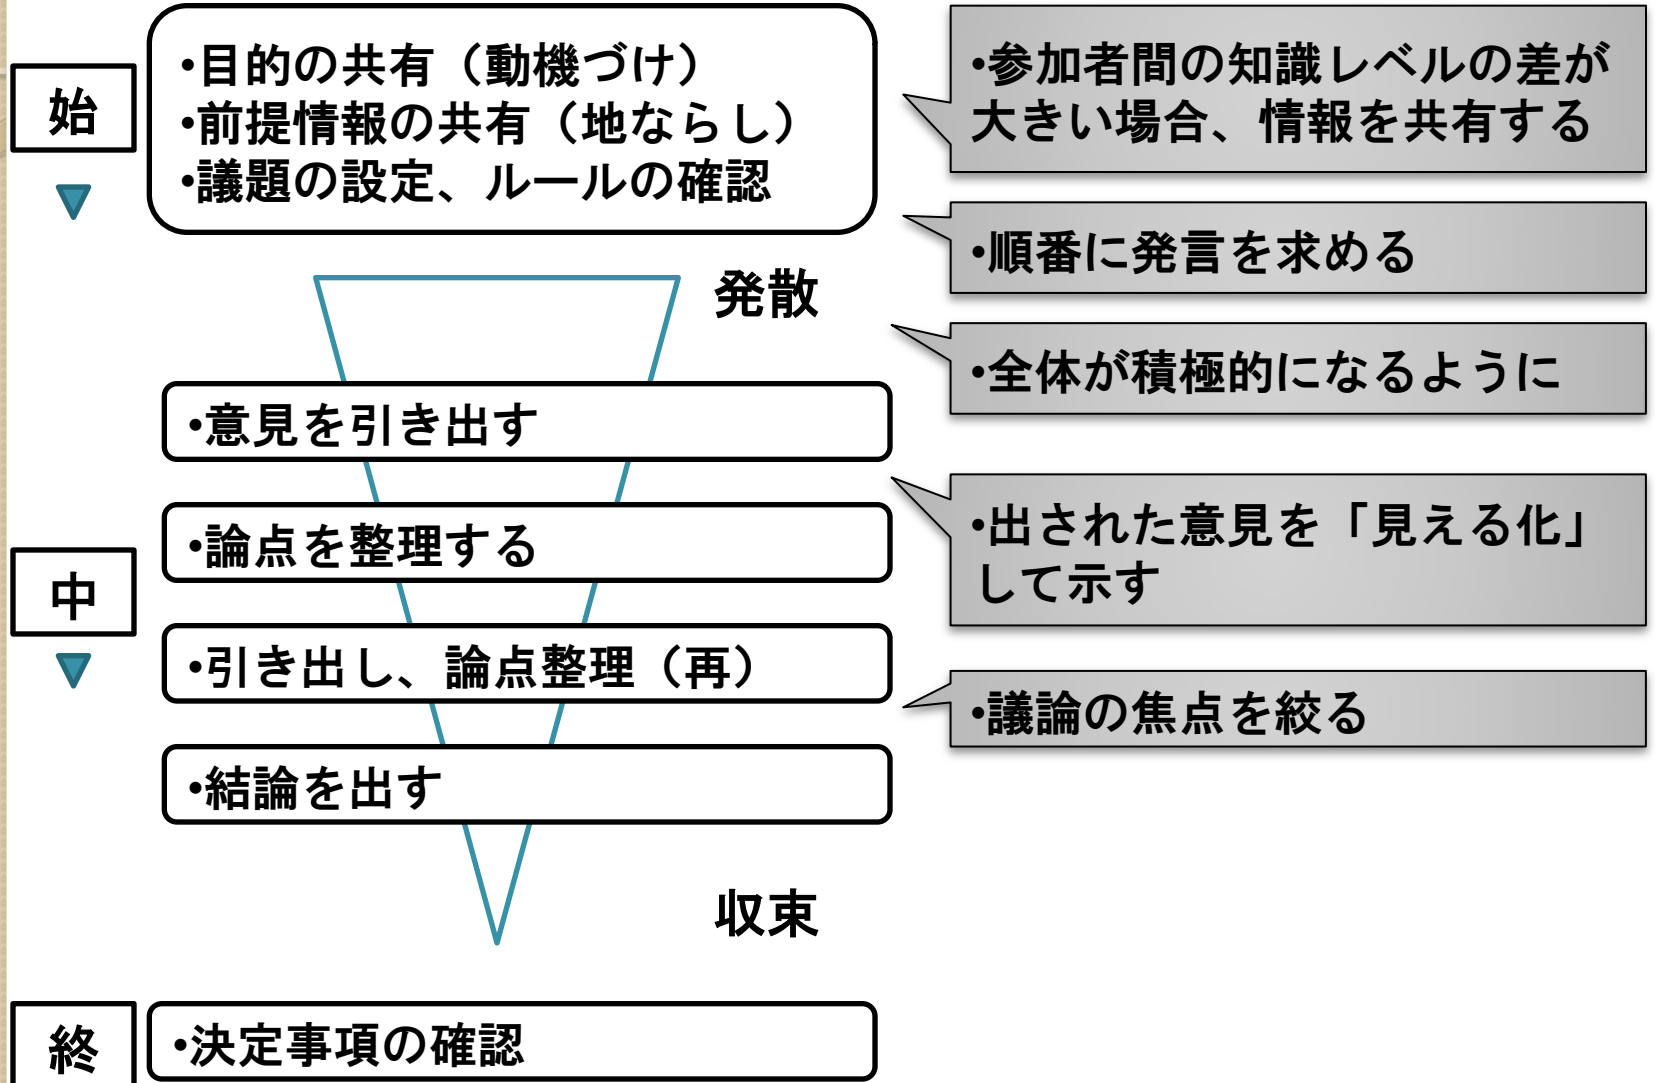 始
・目的の共有（動機づけ）
・前提情報の共有（地ならし）
・議題の設定、ルールの確認
・参加者間の知識レベルの差が
大きい場合、情報を共有する
・順番に発言を求める
発散
・全体が積極的になるように
・意見を引き出す
・出された意見を「見える化」
して示す
中
・論点を整理する
・引き出し、論点整理（再）
・議論の焦点を絞る
・結論を出す
収束
終
・決定事項の確認